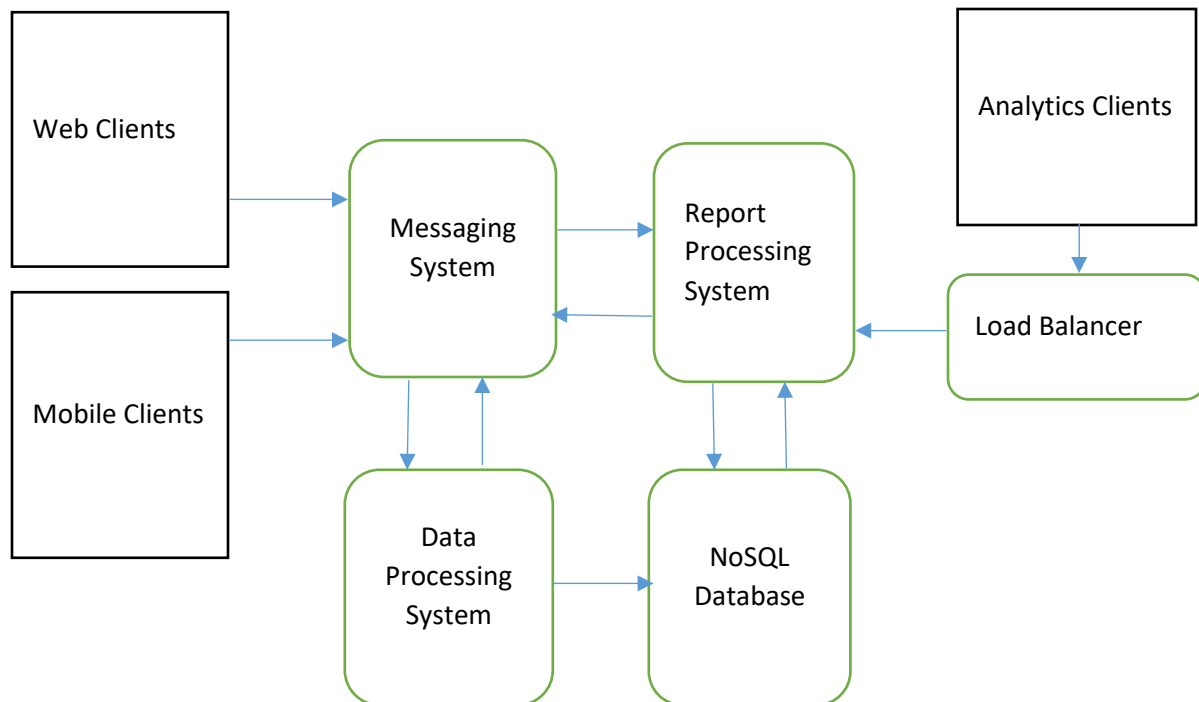 Web Clients
Mobile Clients
Messaging
System
Report
Processing
System
Analytics Clients
Load Balancer
Data
Processing
System
NoSQL
Database